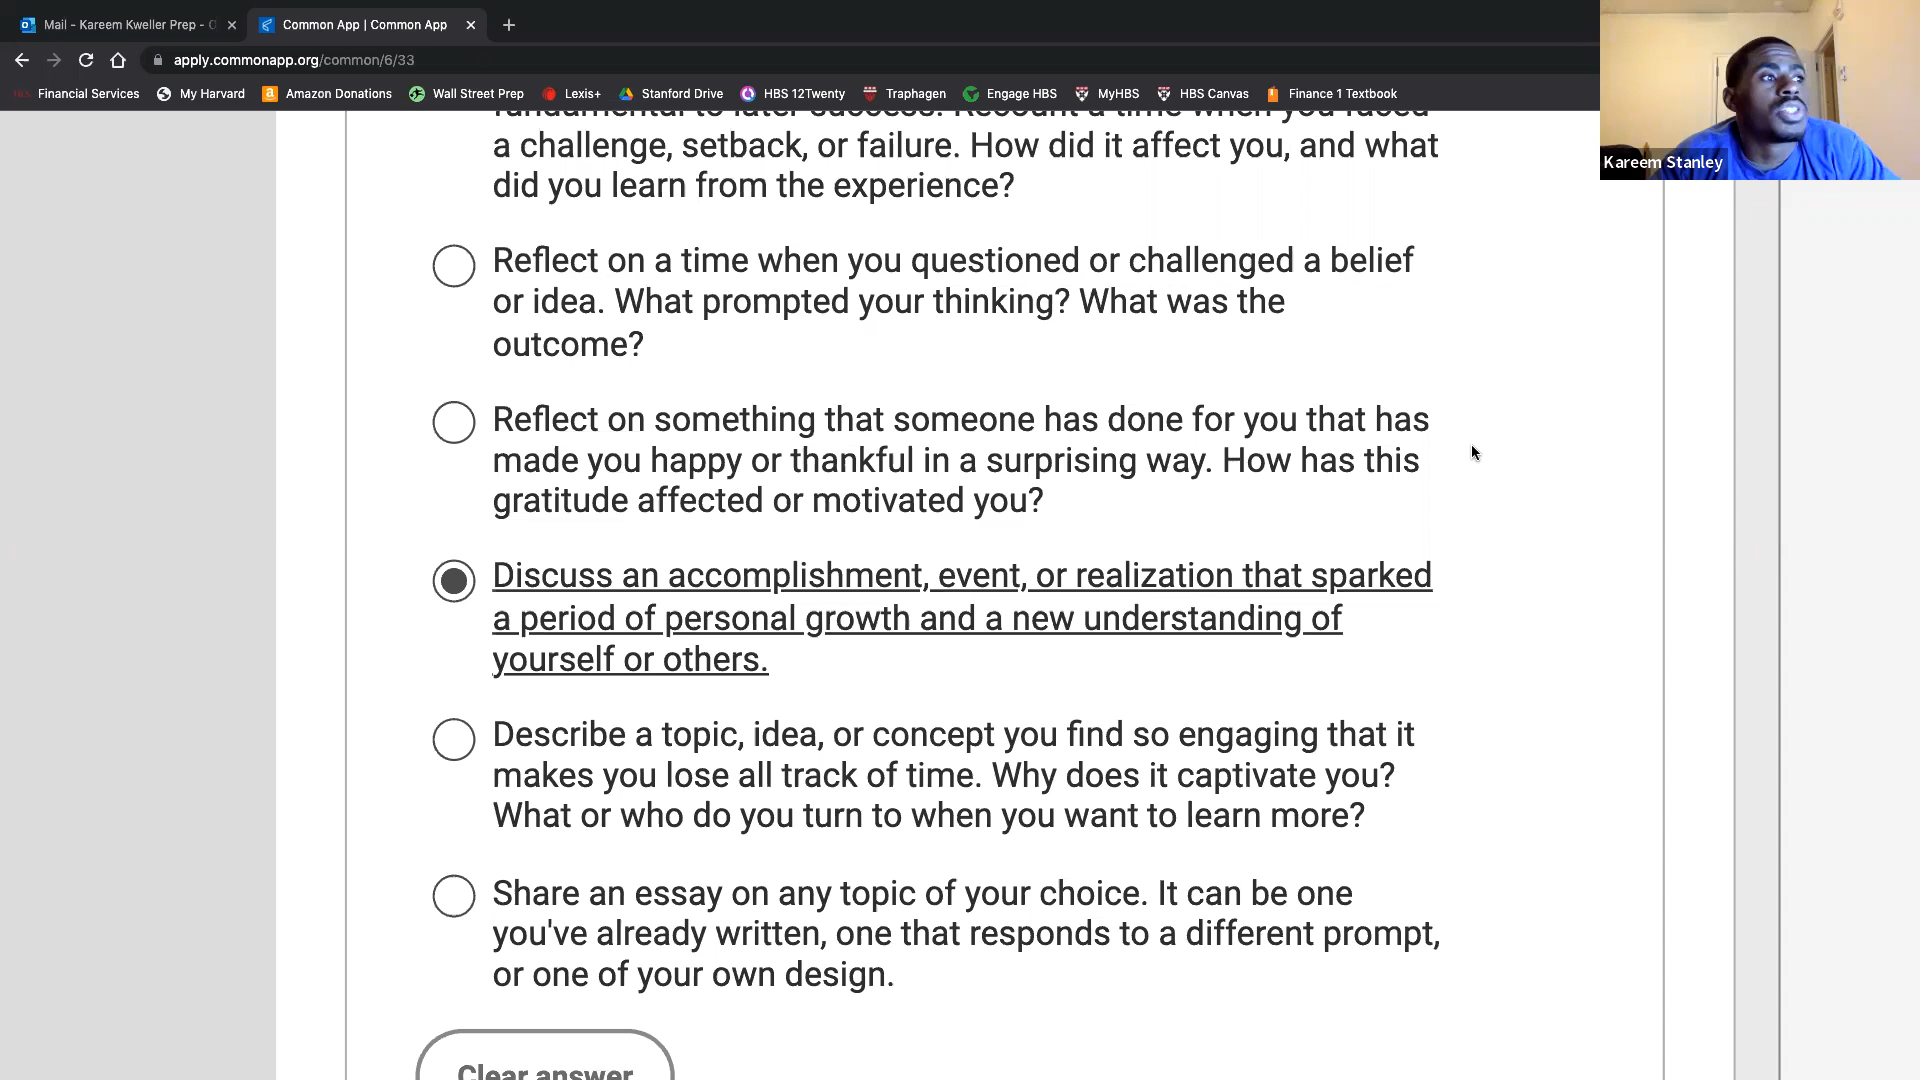 Mail - Kareem Kweller Prep -
Common App | Common App
apply.commonapp.org/common/6/33
Financial Services
My Harvard
Amazon Donations
Wall Street Prep
Lexis+
Stanford Drive
HBS 12Twenty
Traphagen
Engage HBS
MyHBS
HBS Canvas
Finance 1 Textbook
Kareem Stanley
fundamental to later success. Recount a time when you faced
a challenge, setback, or failure. How did it affect you, and what
did you learn from the experience?
Reflect on a time when you questioned or challenged a belief
or idea. What prompted your thinking? What was the
outcome?
Reflect on something that someone has done for you that has
made you happy or thankful in a surprising way. How has this
gratitude affected or motivated you?
Discuss an accomplishment, event, or realization that sparked
a period of personal growth and a new understanding of
yourself or others.
Describe a topic, idea, or concept you find so engaging that it
makes you lose all track of time. Why does it captivate you?
What or who do you turn to when you want to learn more?
Share an essay on any topic of your choice. It can be one
you've already written, one that responds to a different prompt,
or one of your own design.
Clear answer